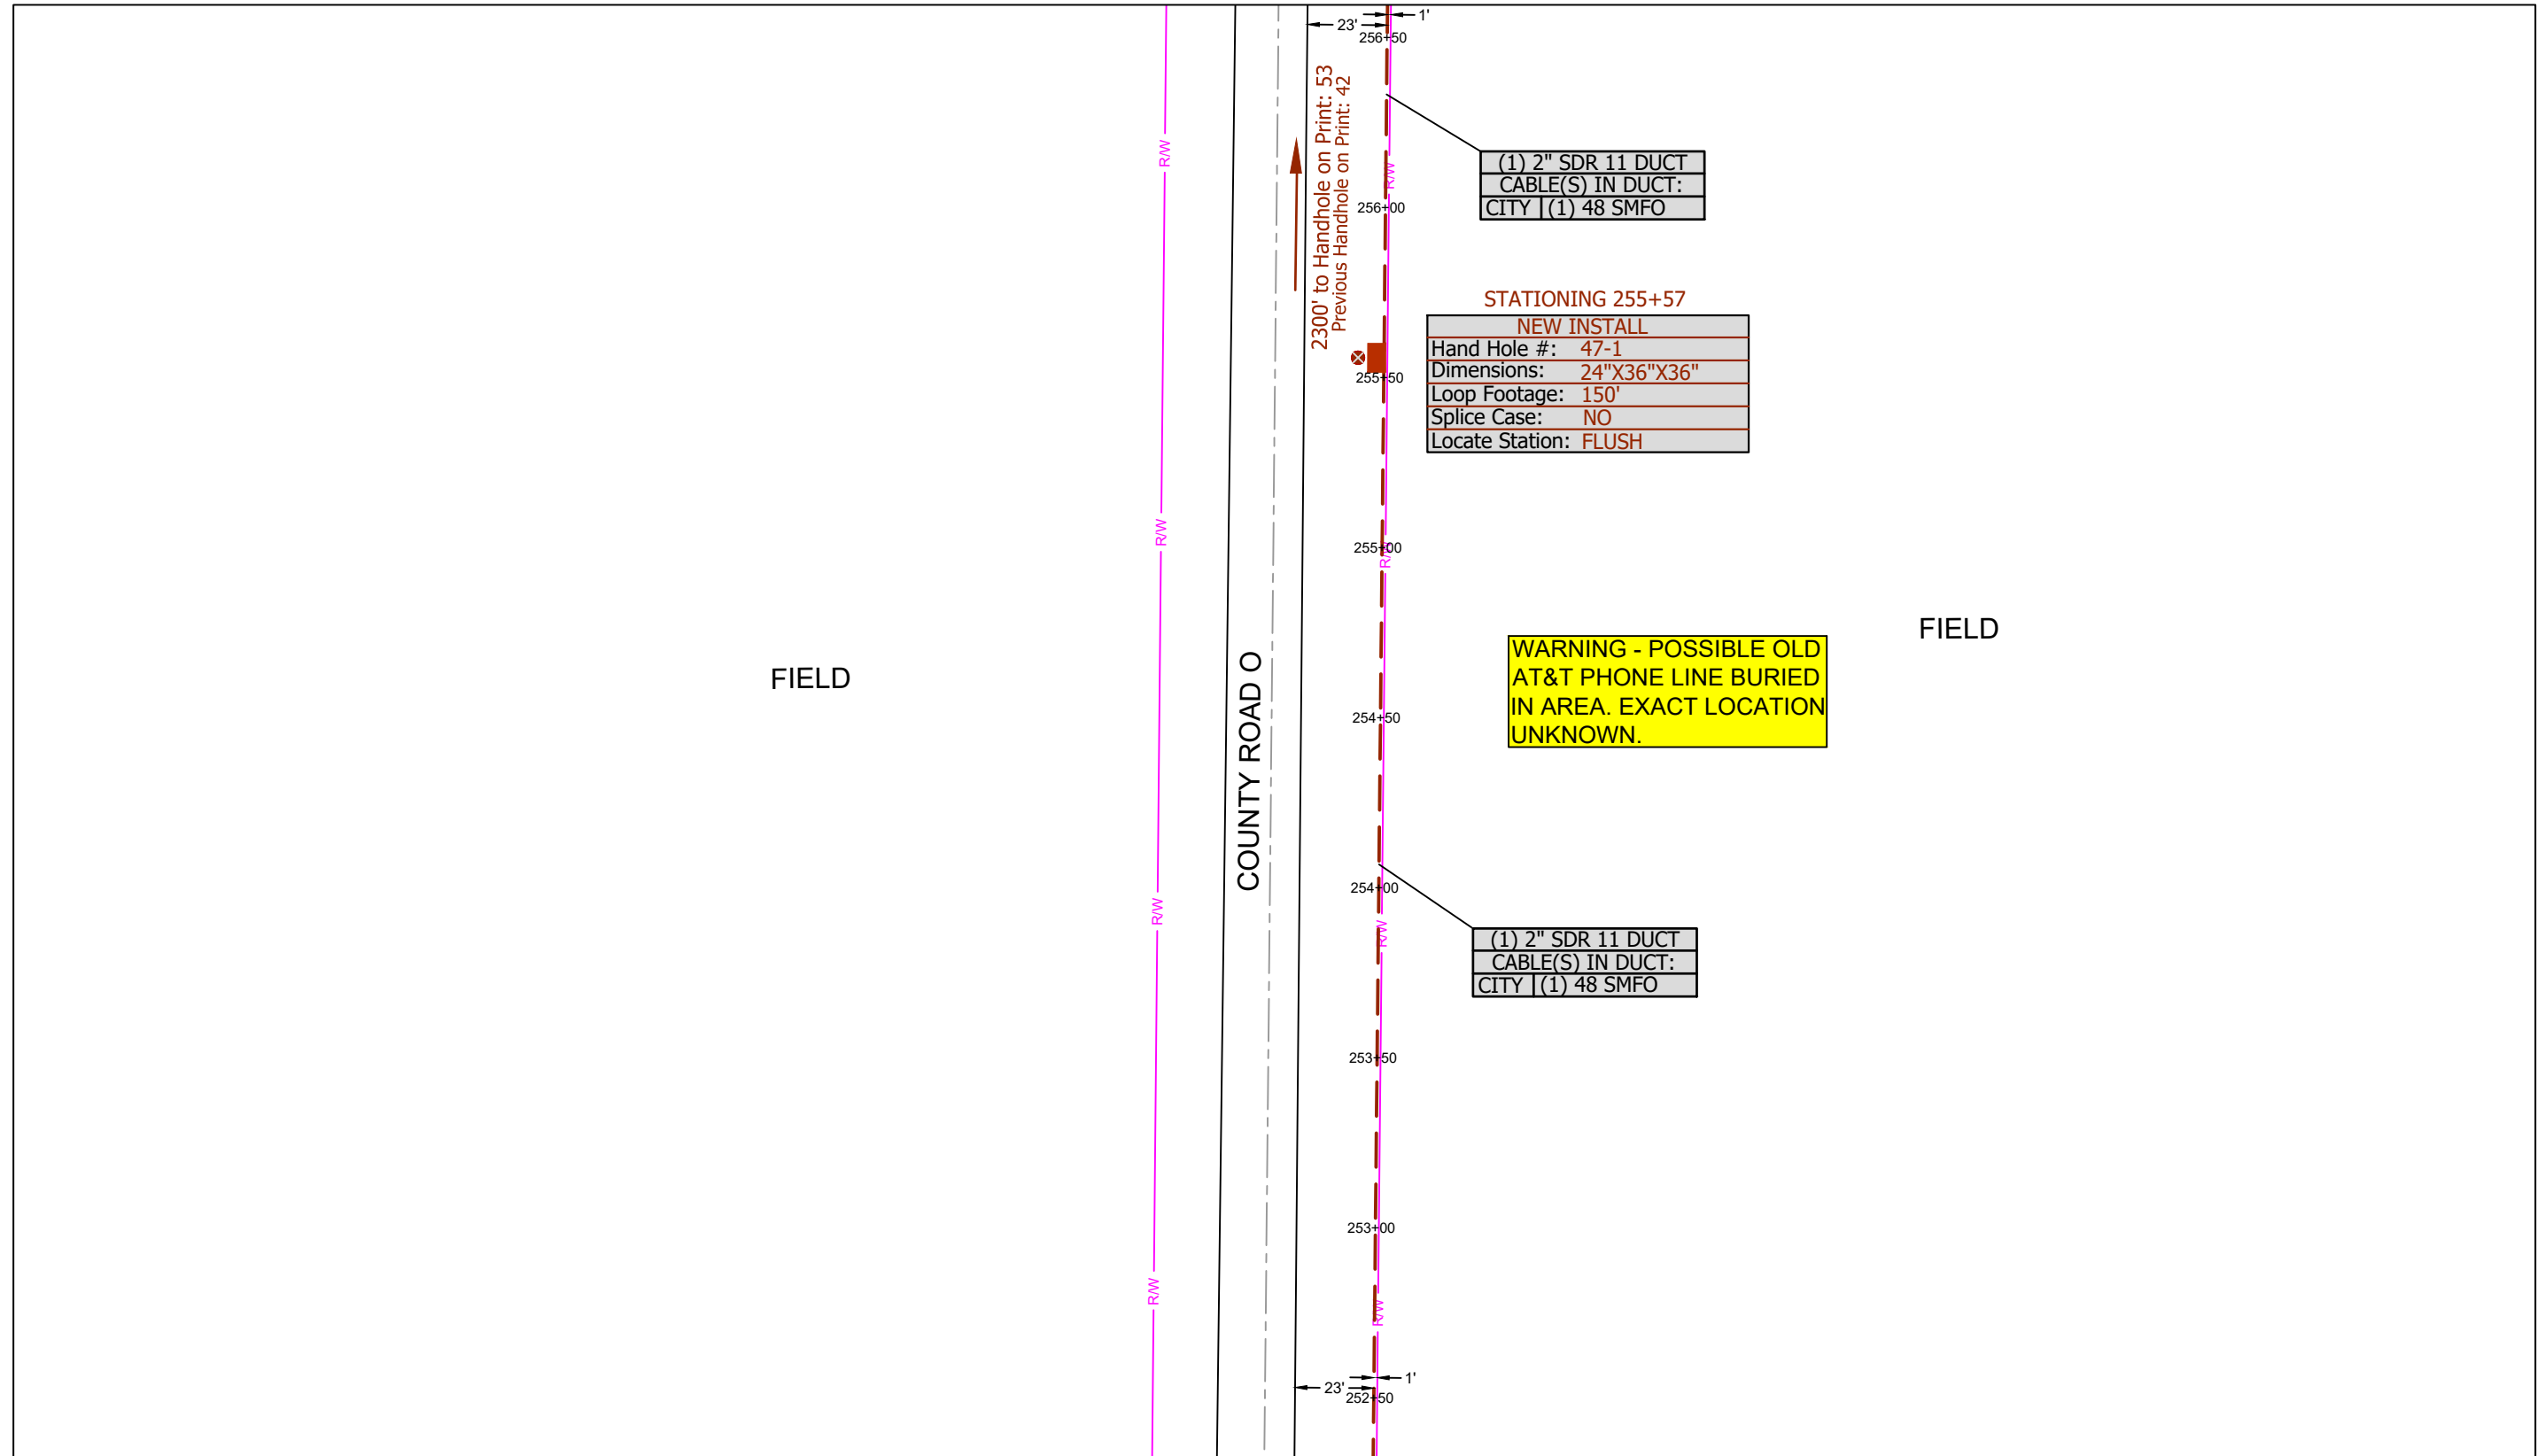 1'
23'
256+50
2300' to Handhole on Print: 53
Previous Handhole on Print: 42
R/W
(1) 2" SDR 11 DUCT
CABLE(S) IN DUCT:
CITY (1) 48 SMFO
R/W
256+00
STATIONING 255+57
NEW INSTALL
Hand Hole #: 47-1
Dimensions: 24"X36"X36"
Loop Footage: 150'
Splice Case: NO
Locate Station: FLUSH
255+50
R/W
255+00
R/W
FIELD
FIELD
WARNING - POSSIBLE OLD
AT&T PHONE LINE BURIED
IN AREA. EXACT LOCATION
UNKNOWN.
COUNTY ROAD O
254+50
254+00
R/W
R/W
(1) 2" SDR 11 DUCT
CABLE(S) IN DUCT:
CITY (1) 48 SMFO
253+50
253+00
R/W
R/W
1'
23'
252+50